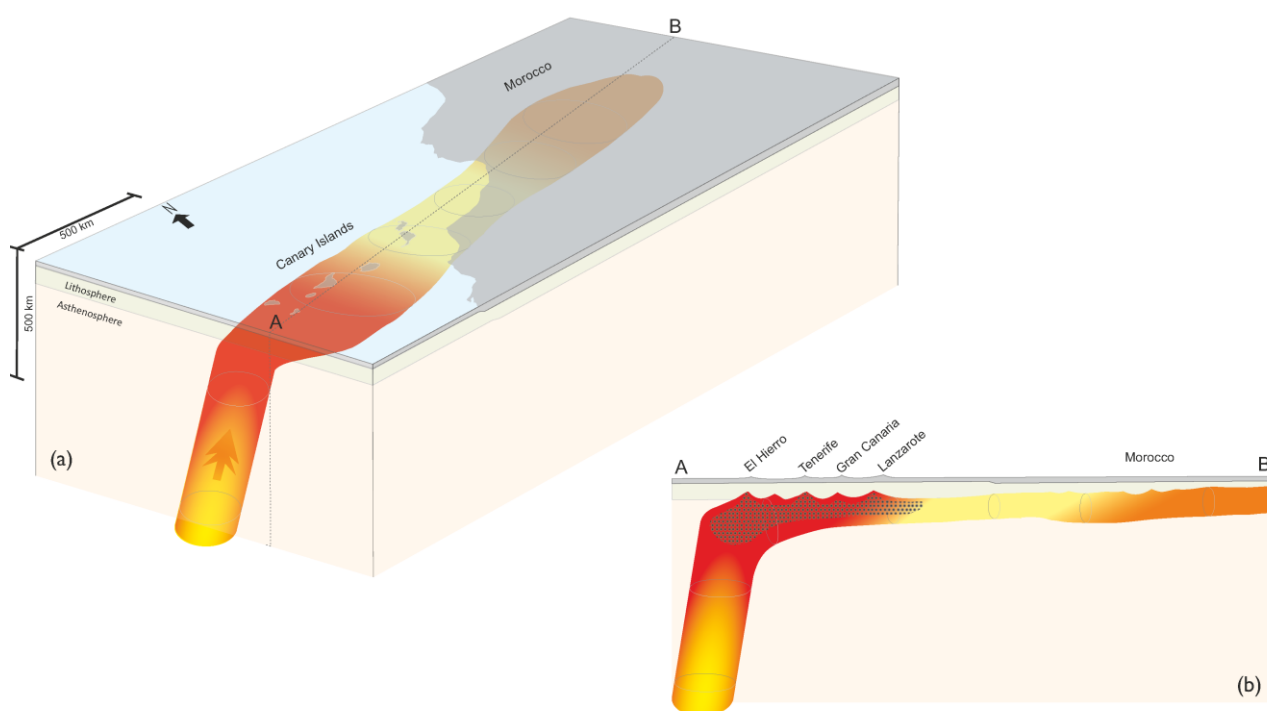 B
Morocco
N
500 km
Canary Islands
Lithosphere
Asthenosphere
500 km
A
(a)
El Hierro
Tenerife
Gran Canaria
Lanzarote
A
Morocco
B
(b)